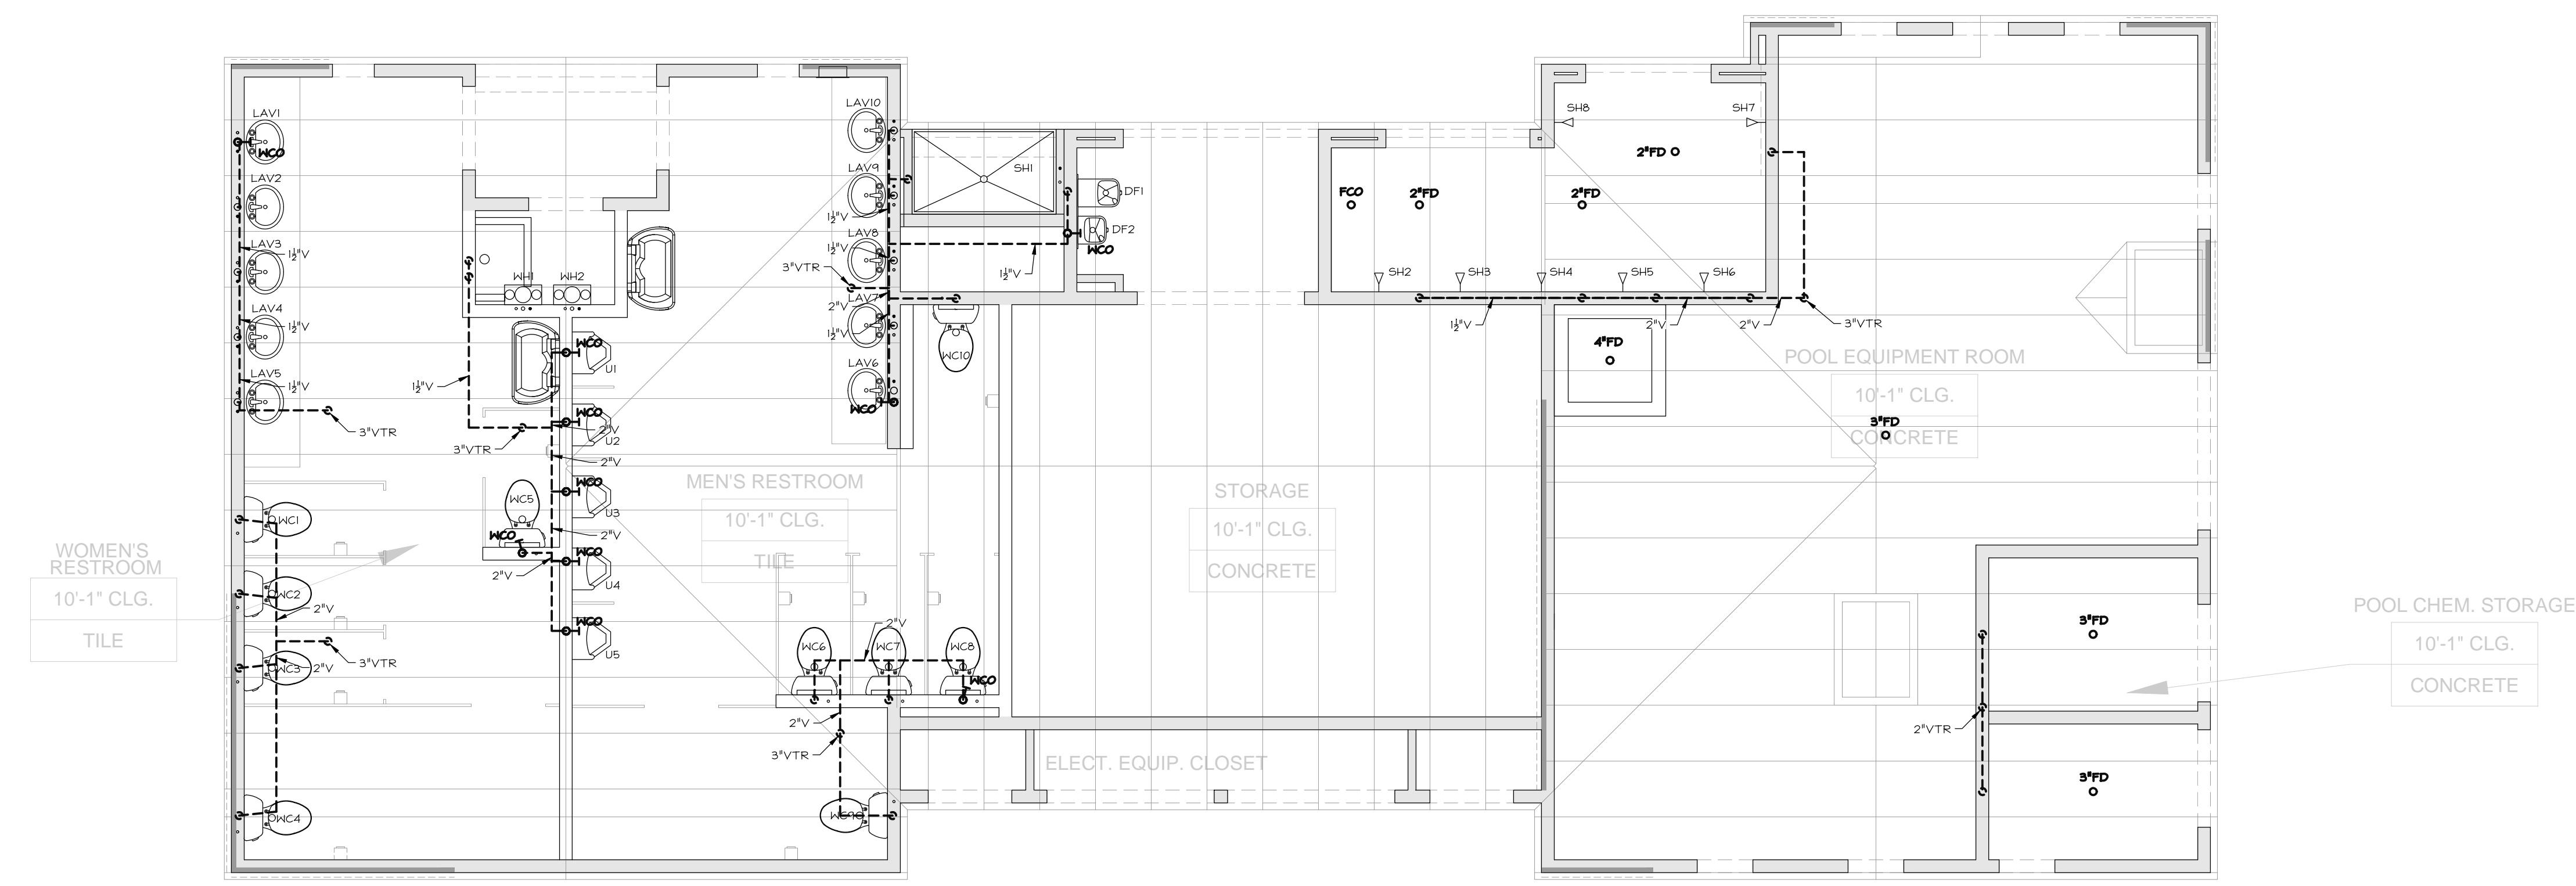 LAV1
WCO
LAV2
LAV3
1½"V
LAV4
1½"V
LAV5
1½"V
3"VTR
WC1
WC2
2"V
WC3
2"V
3"VTR
WC4
WOMEN'S
RESTROOM
10'-1" CLG.
TILE
WH1
WH2
1½"V
3"VTR
WC5
WCO
2"V
WCO
U1
WCO
2"V
U2
2"V
WCO
U3
2"V
WCO
U4
WCO
U5
MEN'S RESTROOM
10'-1" CLG.
TILE
LAV10
LAV9
1½"V
LAV8
1½"V
3"VTR
LAV7
2"V
1½"V
LAV6
WCO
SH1
DF1
DF2
WCO
1½"V
WC10
WC6
WC7
WC8
2"V
WCO
2"V
3"VTR
WC9
STORAGE
10'-1" CLG.
CONCRETE
ELECT. EQUIP. CLOSET
FCO
2"FD
2"FD
2"FD
SH8
SH7
SH2
SH3
SH4
SH5
SH6
1½"V
2"V
2"V
3"VTR
4"FD
POOL EQUIPMENT ROOM
10'-1" CLG.
3"FD
CONCRETE
2"VTR
3"FD
3"FD
POOL CHEM. STORAGE
10'-1" CLG.
CONCRETE